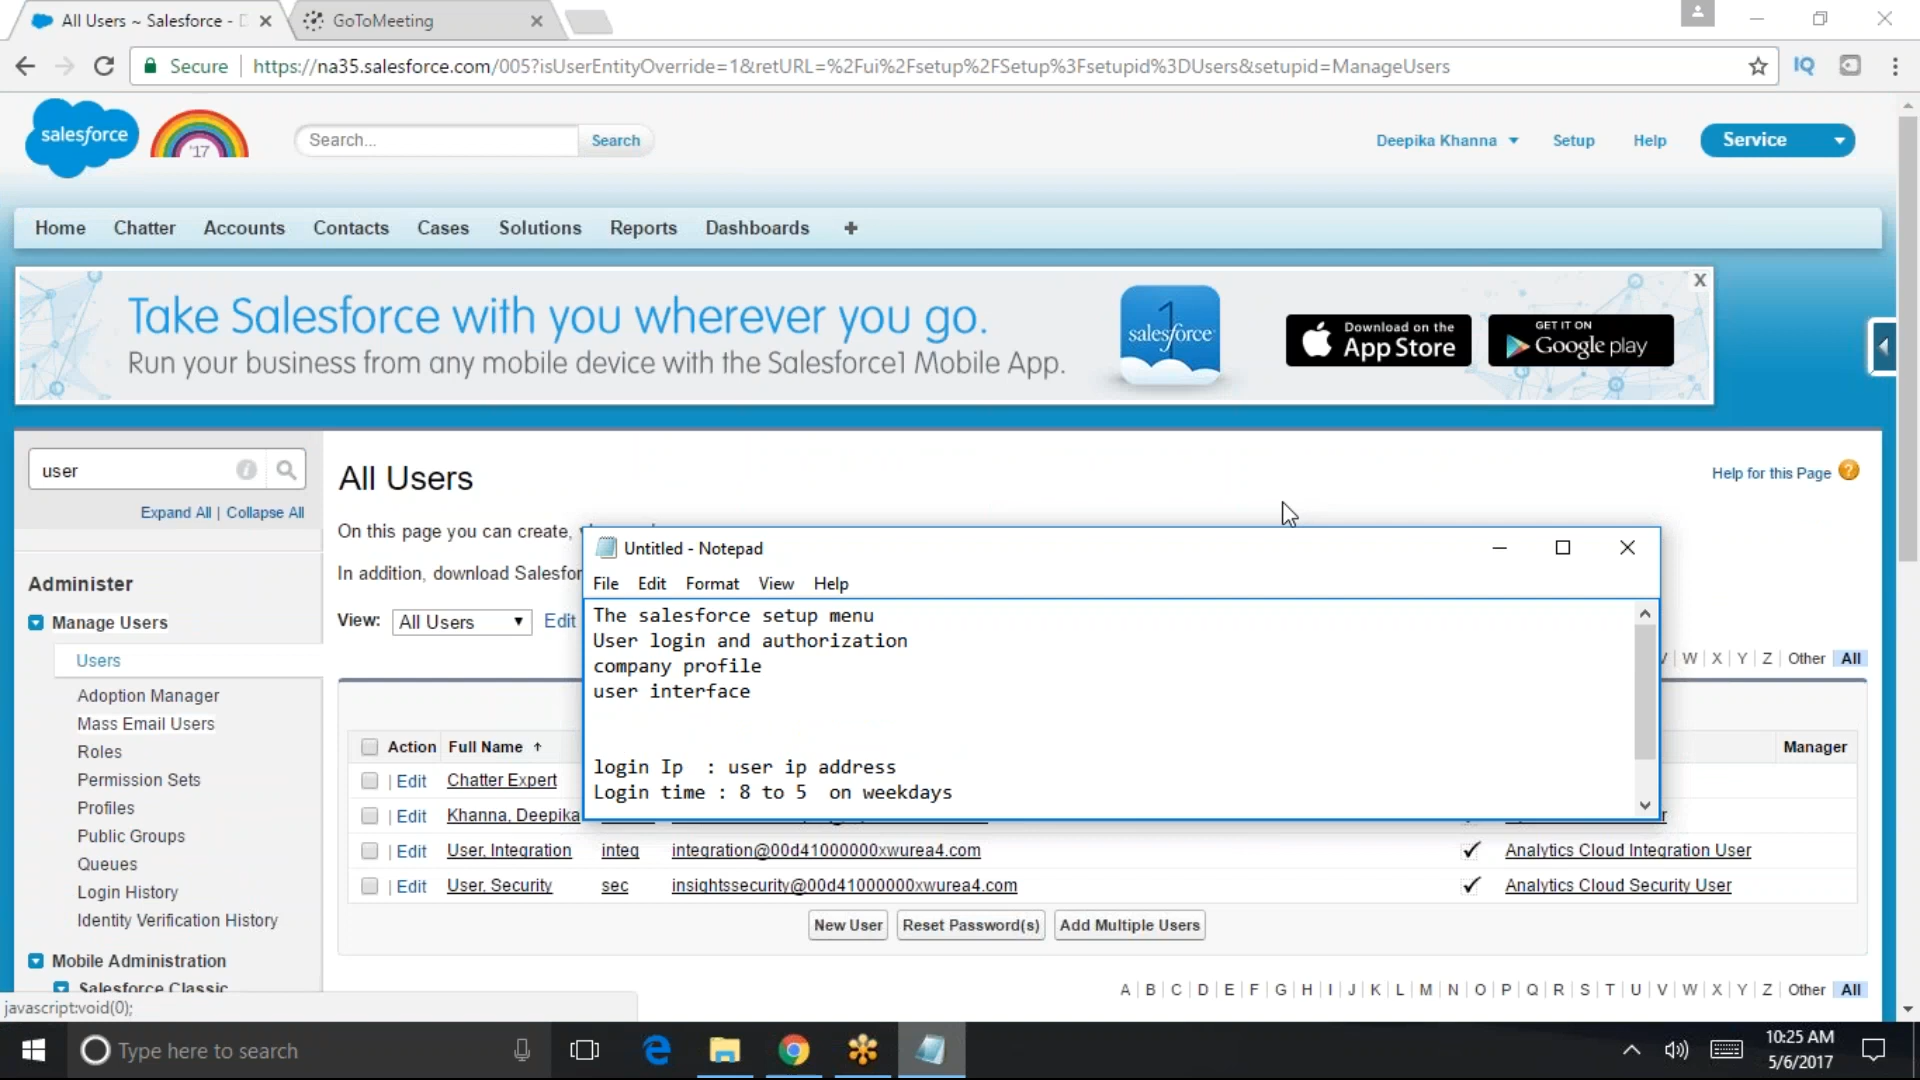 All Users ~ Salesforce - D
GoToMeeting
Secure
https://na35.salesforce.com/005?isUserEntityOverride=1&retURL=%2Fui%2Fsetup%2FSetup%3Fsetupid%3DUsers&setupid=ManageUsers
IQ
salesforce
'17
Search...
Search
Deepika Khanna
Setup
Help
Service
Home
Chatter
Accounts
Contacts
Cases
Solutions
Reports
Dashboards
+
Take Salesforce with you wherever you go.
Run your business from any mobile device with the Salesforce1 Mobile App.
1
salesforce
Download on the
App Store
GET IT ON
Google play
X
user
Expand All | Collapse All
All Users
Help for this Page
On this page you can create,
In addition, download Salesfor
View: All Users Edit
Administer
Manage Users
Users
Adoption Manager
Mass Email Users
Roles
Permission Sets
Profiles
Public Groups
Queues
Login History
Identity Verification History
Mobile Administration
Salesforce Classic
Untitled - Notepad
File Edit Format View Help
The salesforce setup menu
User login and authorization
company profile
user interface
login Ip  : user ip address
Login time : 8 to 5  on weekdays
W | X | Y | Z | Other All
Action Full Name Manager
| Edit Chatter Expert
| Edit Khanna, Deepika
| Edit User, Integration integ integration@00d41000000xwurea4.com Analytics Cloud Integration User
| Edit User, Security sec insightssecurity@00d41000000xwurea4.com Analytics Cloud Security User
New User Reset Password(s) Add Multiple Users
A | B | C | D | E | F | G | H | I | J | K | L | M | N | O | P | Q | R | S | T | U | V | W | X | Y | Z | Other All
javascript:void(0);
Type here to search
10:25 AM
5/6/2017